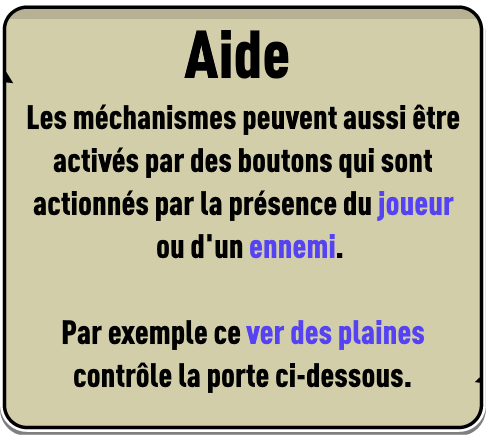 Aide
Les méchanismes peuvent aussi être
activés par des boutons qui sont
actionnés par la présence du joueur
ou d'un ennemi.
Par exemple ce ver des plaines
contrôle la porte ci-dessous.